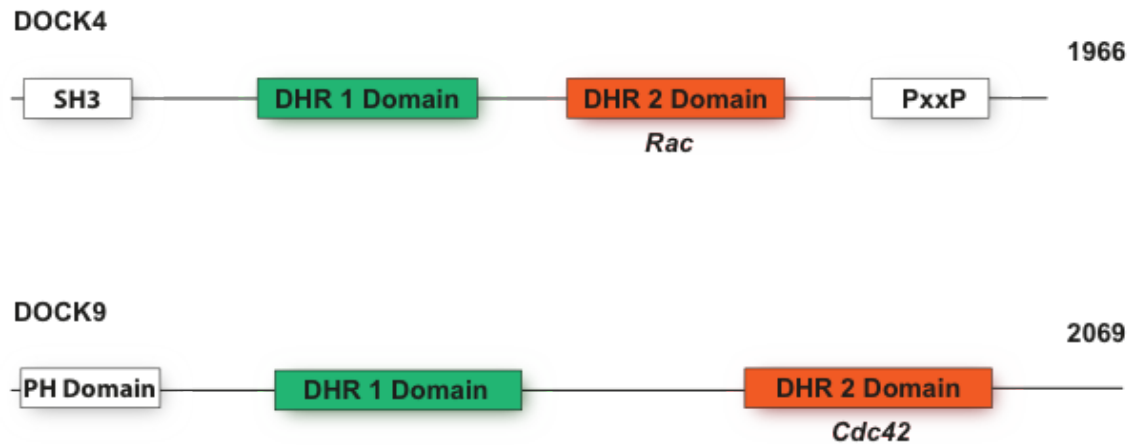 DOCK4
1966
SH3 DHR 1 Domain DHR 2 Domain PxxP
Rac
DOCK9
2069
PH Domain DHR 1 Domain DHR 2 Domain
Cdc42